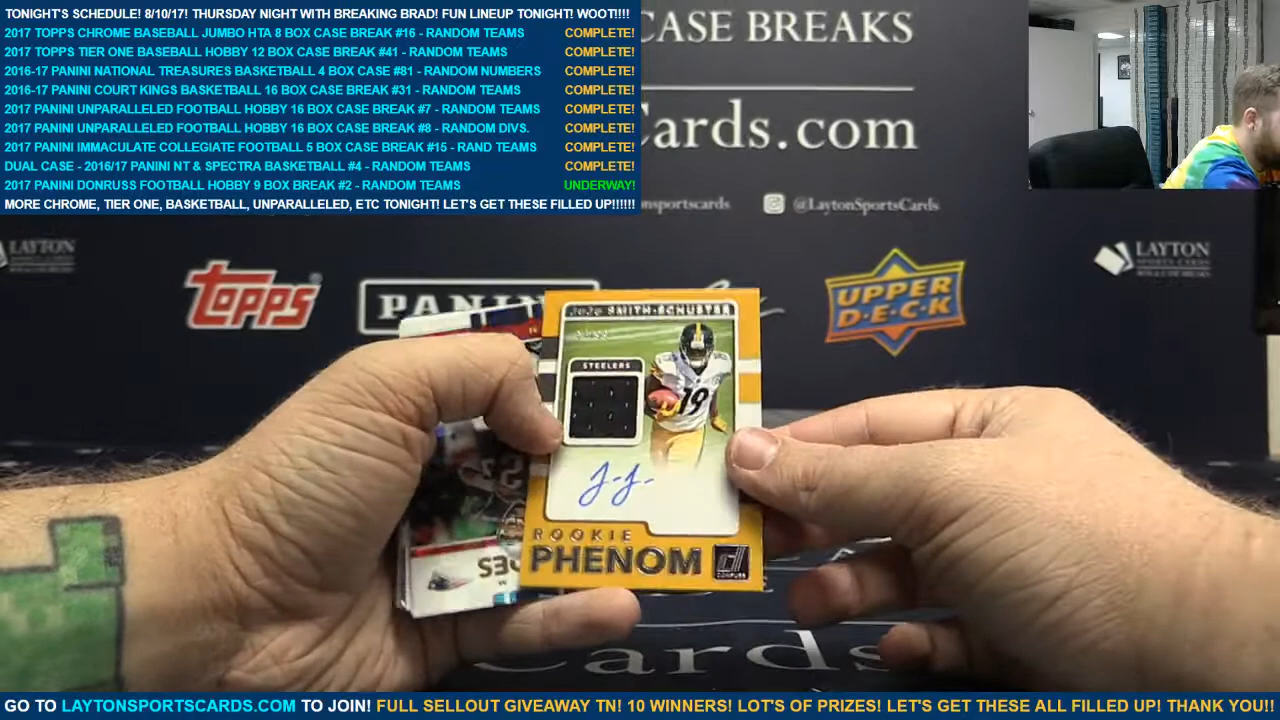 TONIGHT'S SCHEDULE! 8/10/17! THURSDAY NIGHT WITH BREAKING BRAD! FUN LINEUP TONIGHT! WOOT!!!!
2017 TOPPS CHROME BASEBALL JUMBO HTA 8 BOX CASE BREAK #16 - RANDOM TEAMS COMPLETE!
2017 TOPPS TIER ONE BASEBALL HOBBY 12 BOX CASE BREAK #41 - RANDOM TEAMS COMPLETE!
2016-17 PANINI NATIONAL TREASURES BASKETBALL 4 BOX CASE #81 - RANDOM NUMBERS COMPLETE!
2016-17 PANINI COURT KINGS BASKETBALL 16 BOX CASE BREAK #31 - RANDOM TEAMS COMPLETE!
2017 PANINI UNPARALLELED FOOTBALL HOBBY 16 BOX CASE BREAK #7 - RANDOM TEAMS COMPLETE!
2017 PANINI UNPARALLELED FOOTBALL HOBBY 16 BOX CASE BREAK #8 - RANDOM DIVS. COMPLETE!
2017 PANINI IMMACULATE COLLEGIATE FOOTBALL 5 BOX CASE BREAK #15 - RAND TEAMS COMPLETE!
DUAL CASE - 2016/17 PANINI NT & SPECTRA BASKETBALL #4 - RANDOM TEAMS COMPLETE!
2017 PANINI DONRUSS FOOTBALL HOBBY 9 BOX BREAK #2 - RANDOM TEAMS UNDERWAY!
MORE CHROME, TIER ONE, BASKETBALL, UNPARALLELED, ETC TONIGHT! LET'S GET THESE FILLED UP!!!!!!
CASE BREAKS
Cards.com
nsportscards @LaytonSportsCards
LAYTON
LAYTON
SPORTS CARDS
TOPPS
PANINI
UPPER
D·E·C·K
JUJU SMITH-SCHUSTER
STEELERS
19
J-J-
ROOKIE
PHENOM
Cards
GO TO LAYTONSPORTSCARDS.COM TO JOIN! FULL SELLOUT GIVEAWAY TN! 10 WINNERS! LOT'S OF PRIZES! LET'S GET THESE ALL FILLED UP! THANK YOU!!